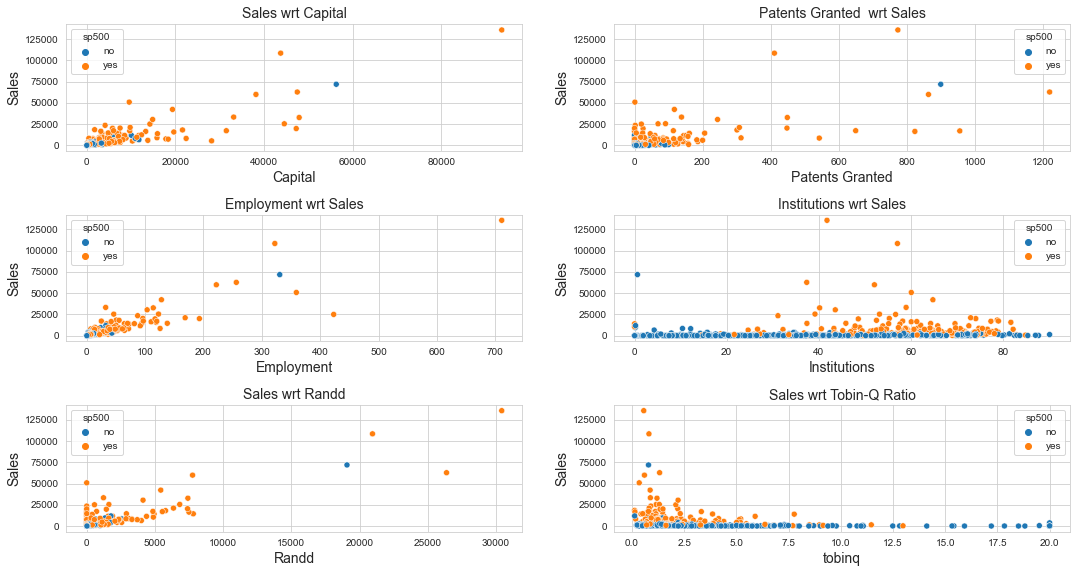 Sales wrt Capital
Sales
125000
100000
75000
50000
25000
0
sp500
no
yes
0 20000 40000 60000 80000
Capital
Patents Granted wrt Sales
Sales
125000
100000
75000
50000
25000
0
sp500
no
yes
0 200 400 600 800 1000 1200
Patents Granted
Employment wrt Sales
Sales
125000
100000
75000
50000
25000
0
sp500
no
yes
0 100 200 300 400 500 600 700
Employment
Institutions wrt Sales
Sales
125000
100000
75000
50000
25000
0
sp500
no
yes
0 20 40 60 80
Institutions
Sales wrt Randd
Sales
125000
100000
75000
50000
25000
0
sp500
no
yes
0 5000 10000 15000 20000 25000 30000
Randd
Sales wrt Tobin-Q Ratio
Sales
125000
100000
75000
50000
25000
0
sp500
no
yes
0.0 2.5 5.0 7.5 10.0 12.5 15.0 17.5 20.0
tobinq